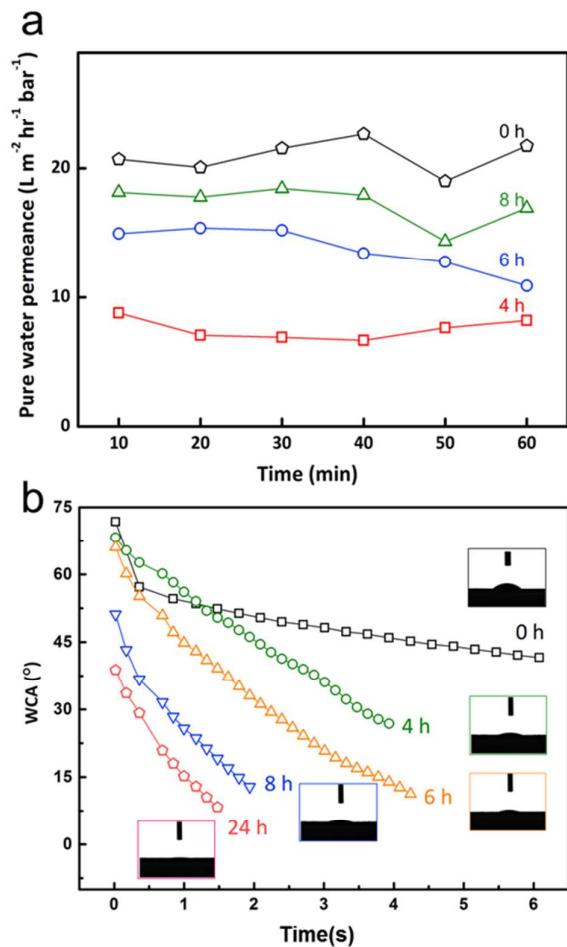 a
Pure water permeance (L m⁻² hr⁻¹ bar⁻¹)
20
10
0
0 h
8 h
6 h
4 h
10 20 30 40 50 60
Time (min)
b
WCA (°)
75
60
45
30
15
0
0 h
4 h
6 h
8 h
24 h
0 1 2 3 4 5 6
Time(s)